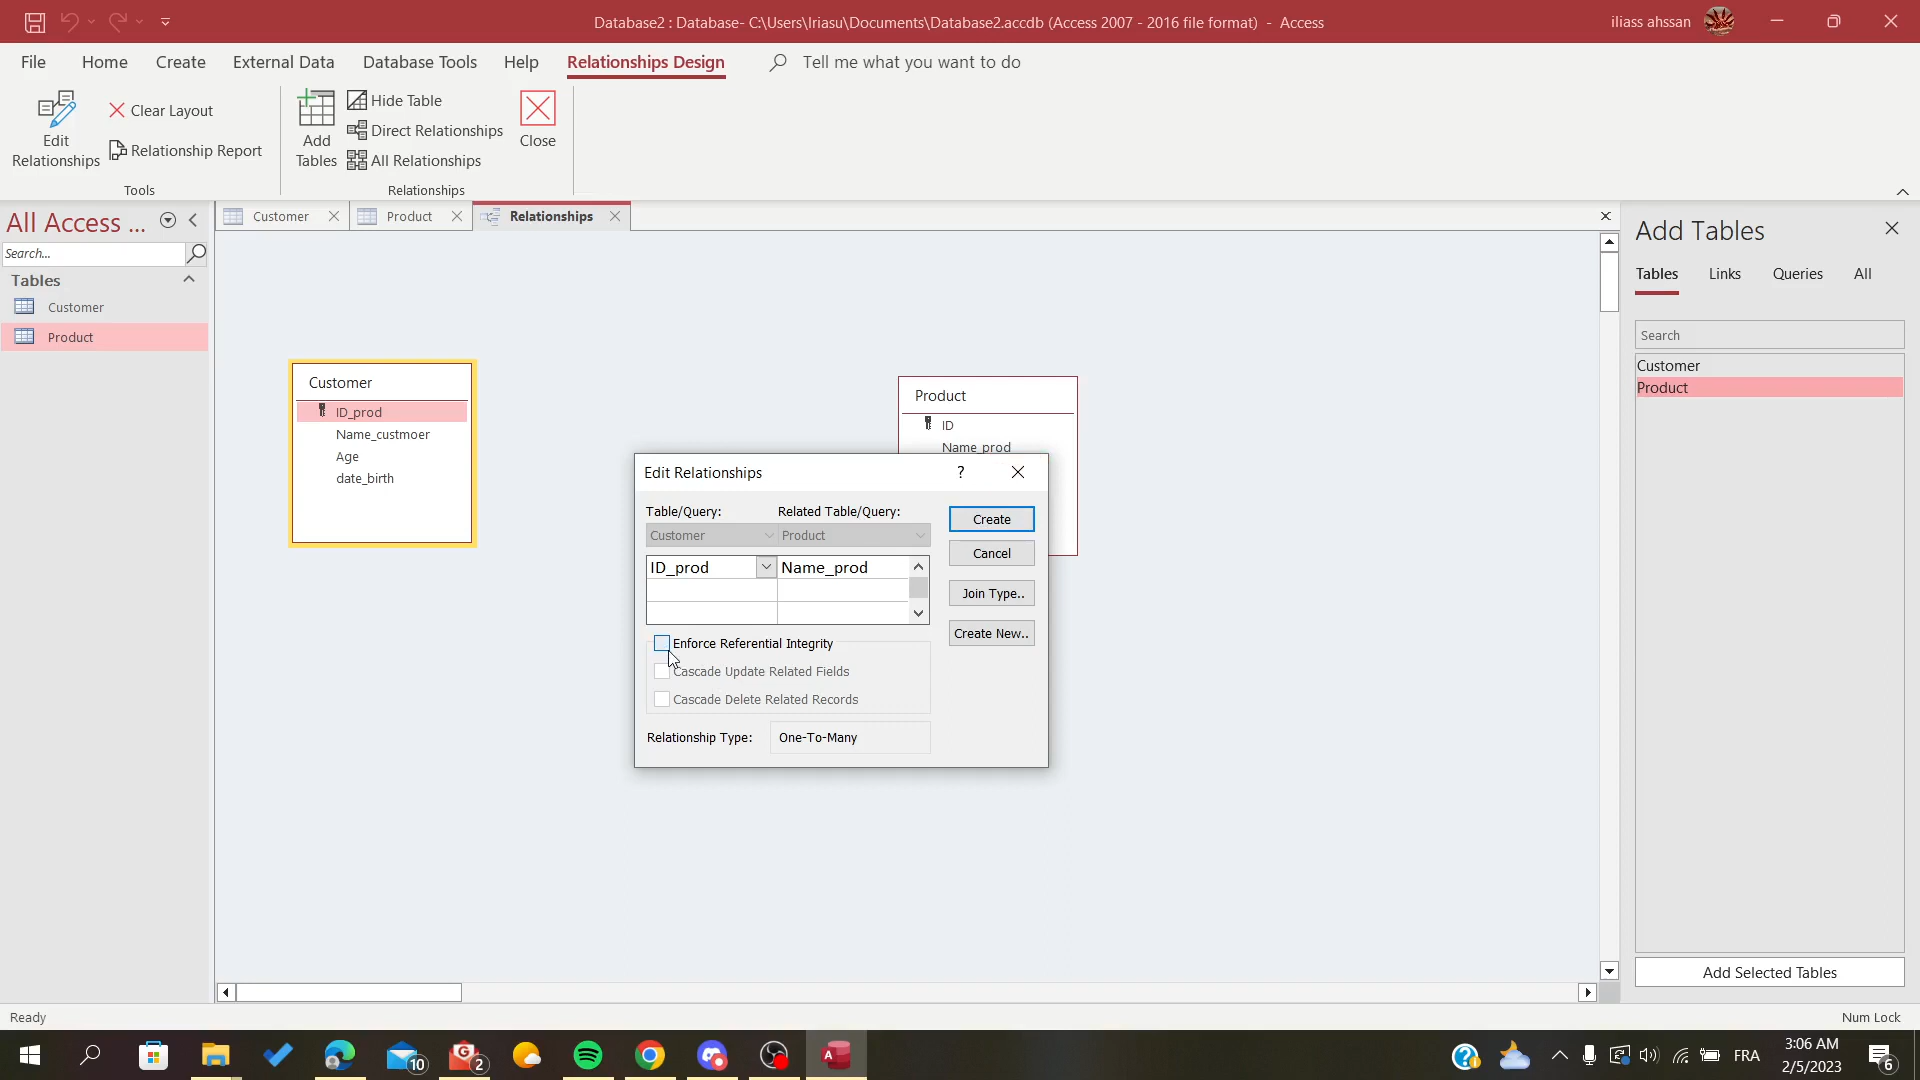 Database2 : Database- C:\Users\Iriasu\Documents\Database2.accdb (Access 2007 - 2016 file format) - Access
iliass ahssan
File Home Create External Data Database Tools Help Relationships Design Tell me what you want to do
Edit Relationships
Clear Layout
Relationship Report
Tools
Add Tables
Hide Table
Direct Relationships
All Relationships
Close
Relationships
All Access ...
Search...
Tables
Customer
Product
Customer
Product
Relationships
Customer
ID_prod
Name_custmoer
Age
date_birth
Product
ID
Name_prod
Edit Relationships
?
Table/Query: Related Table/Query:
Customer Product
ID_prod Name_prod
Enforce Referential Integrity
Cascade Update Related Fields
Cascade Delete Related Records
Relationship Type: One-To-Many
Create
Cancel
Join Type..
Create New..
Add Tables
Tables Links Queries All
Search
Customer
Product
Add Selected Tables
Ready
Num Lock
10
2
A
FRA
3:06 AM
2/5/2023
6